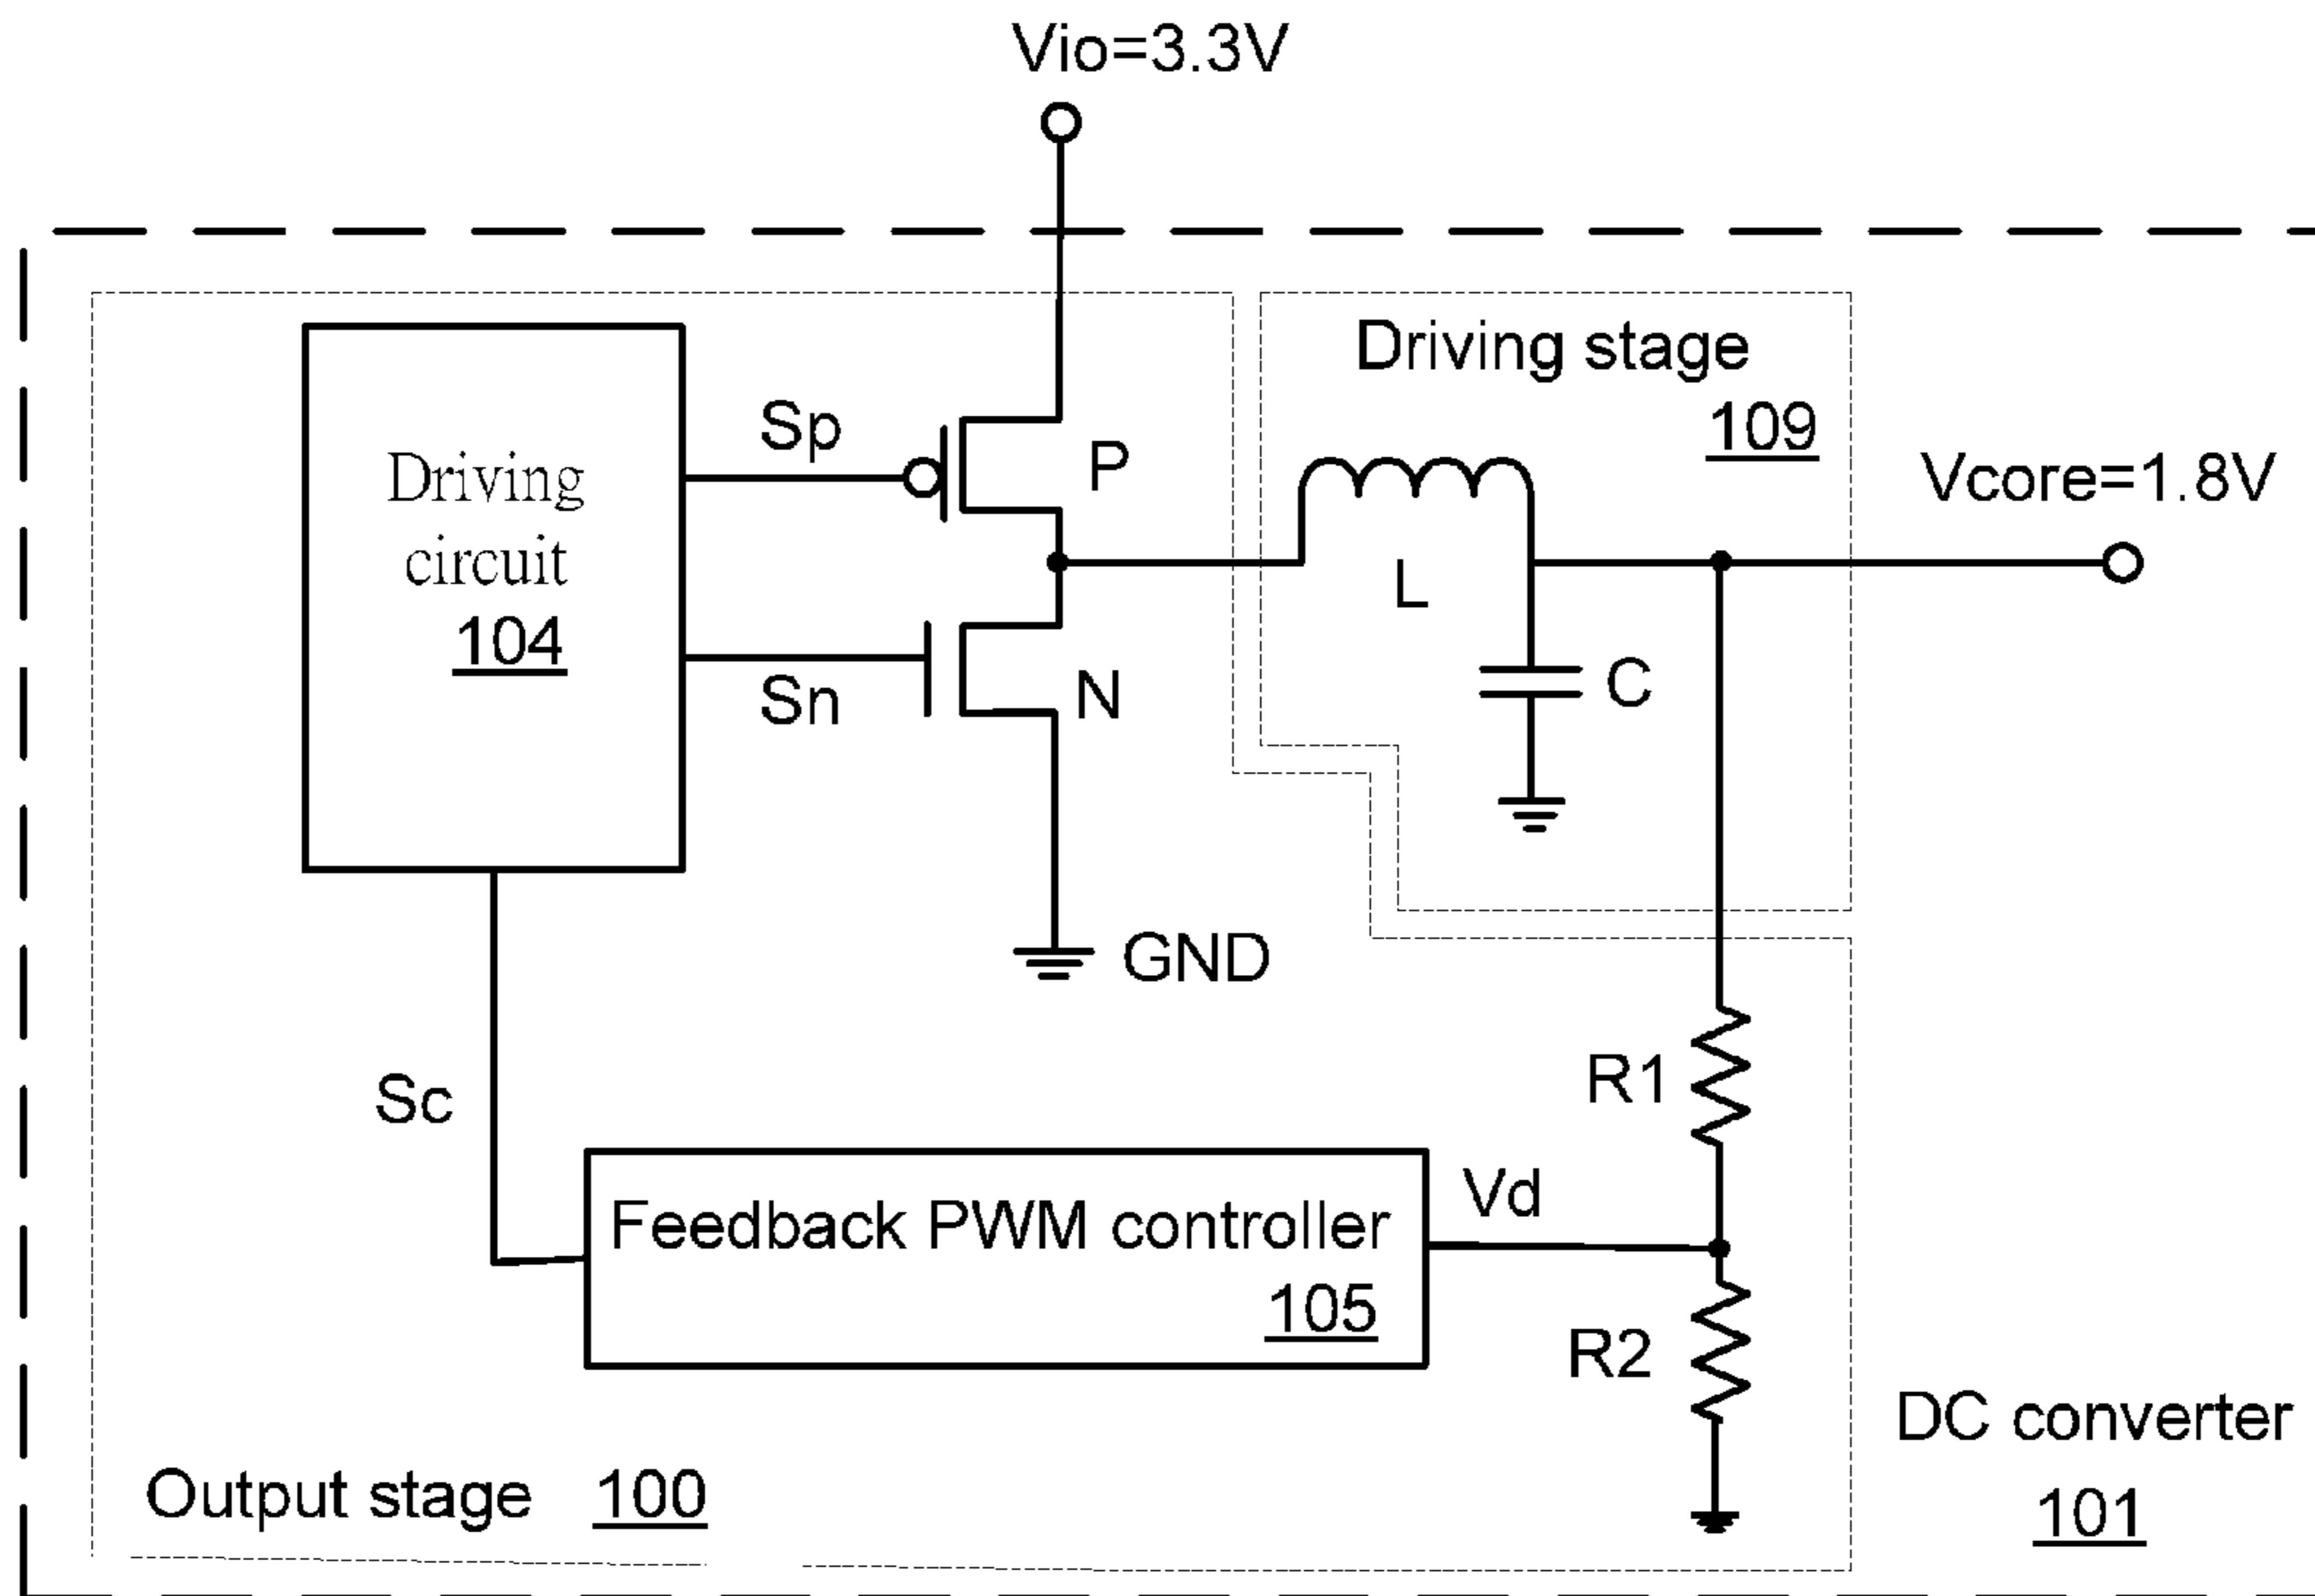 Vio=3.3V
Driving stage
109
Sp
P
Driving
circuit
104
Vcore=1.8V
L
Sn
N
C
GND
Sc
R1
Feedback PWM controller
105
Vd
R2
DC converter
101
Output stage 100